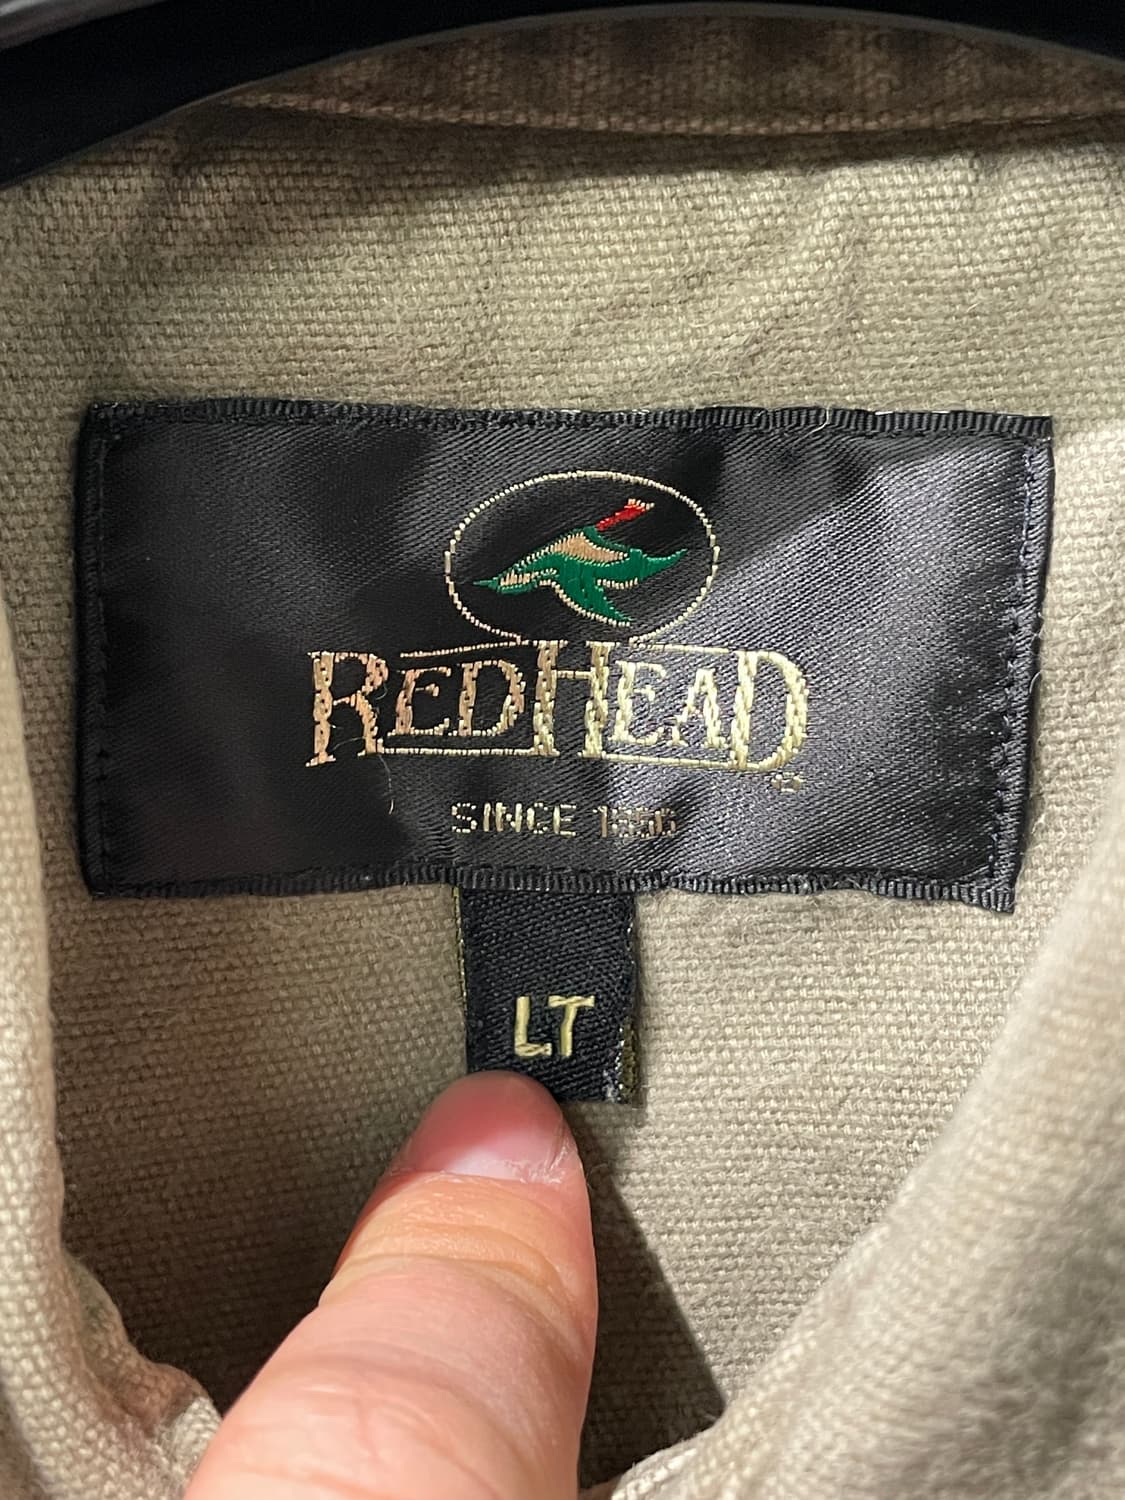 REDHEAD
®
SINCE 1856
LT